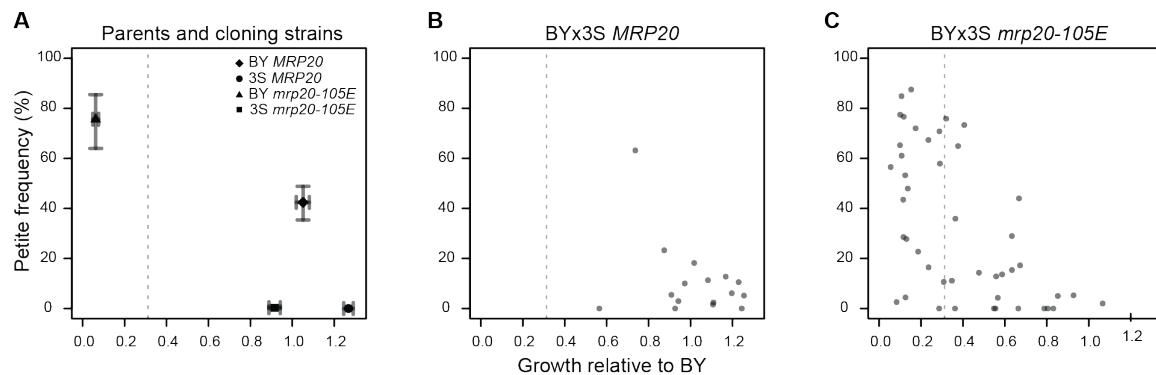 A
Parents and cloning strains
Petite frequency (%)
100
80
60
40
20
0
BY MRP20
3S MRP20
BY mrp20-105E
3S mrp20-105E
0.0 0.2 0.4 0.6 0.8 1.0 1.2
B
BYx3S MRP20
100
80
60
40
20
0
0.0 0.2 0.4 0.6 0.8 1.0 1.2
Growth relative to BY
C
BYx3S mrp20-105E
100
80
60
40
20
0
0.0 0.2 0.4 0.6 0.8 1.0 1.2